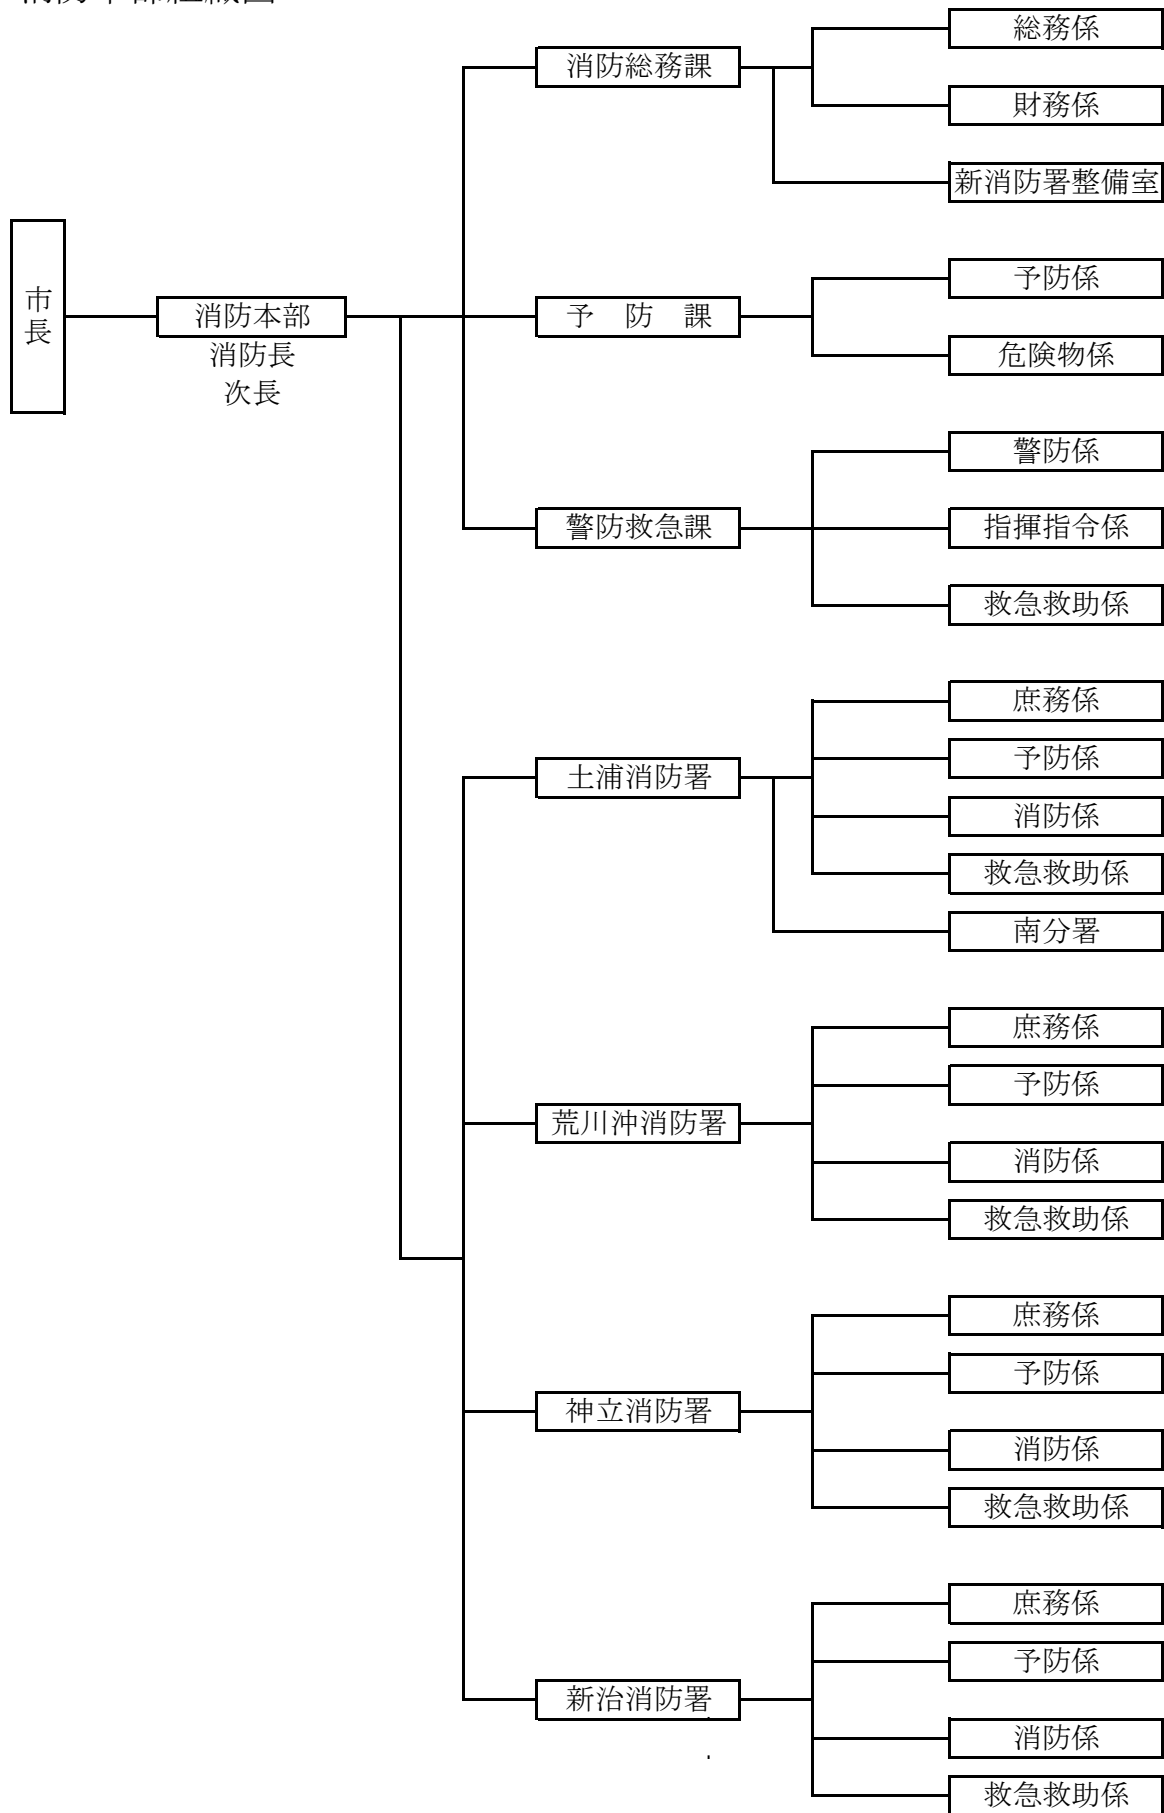 消防本部組織図
市長
消防本部
消防長
次長
消防総務課
総務係
財務係
新消防署整備室
予　防　課
予防係
危険物係
警防救急課
警防係
指揮指令係
救急救助係
土浦消防署
庶務係
予防係
消防係
救急救助係
南分署
荒川沖消防署
庶務係
予防係
消防係
救急救助係
神立消防署
庶務係
予防係
消防係
救急救助係
新治消防署
庶務係
予防係
消防係
救急救助係